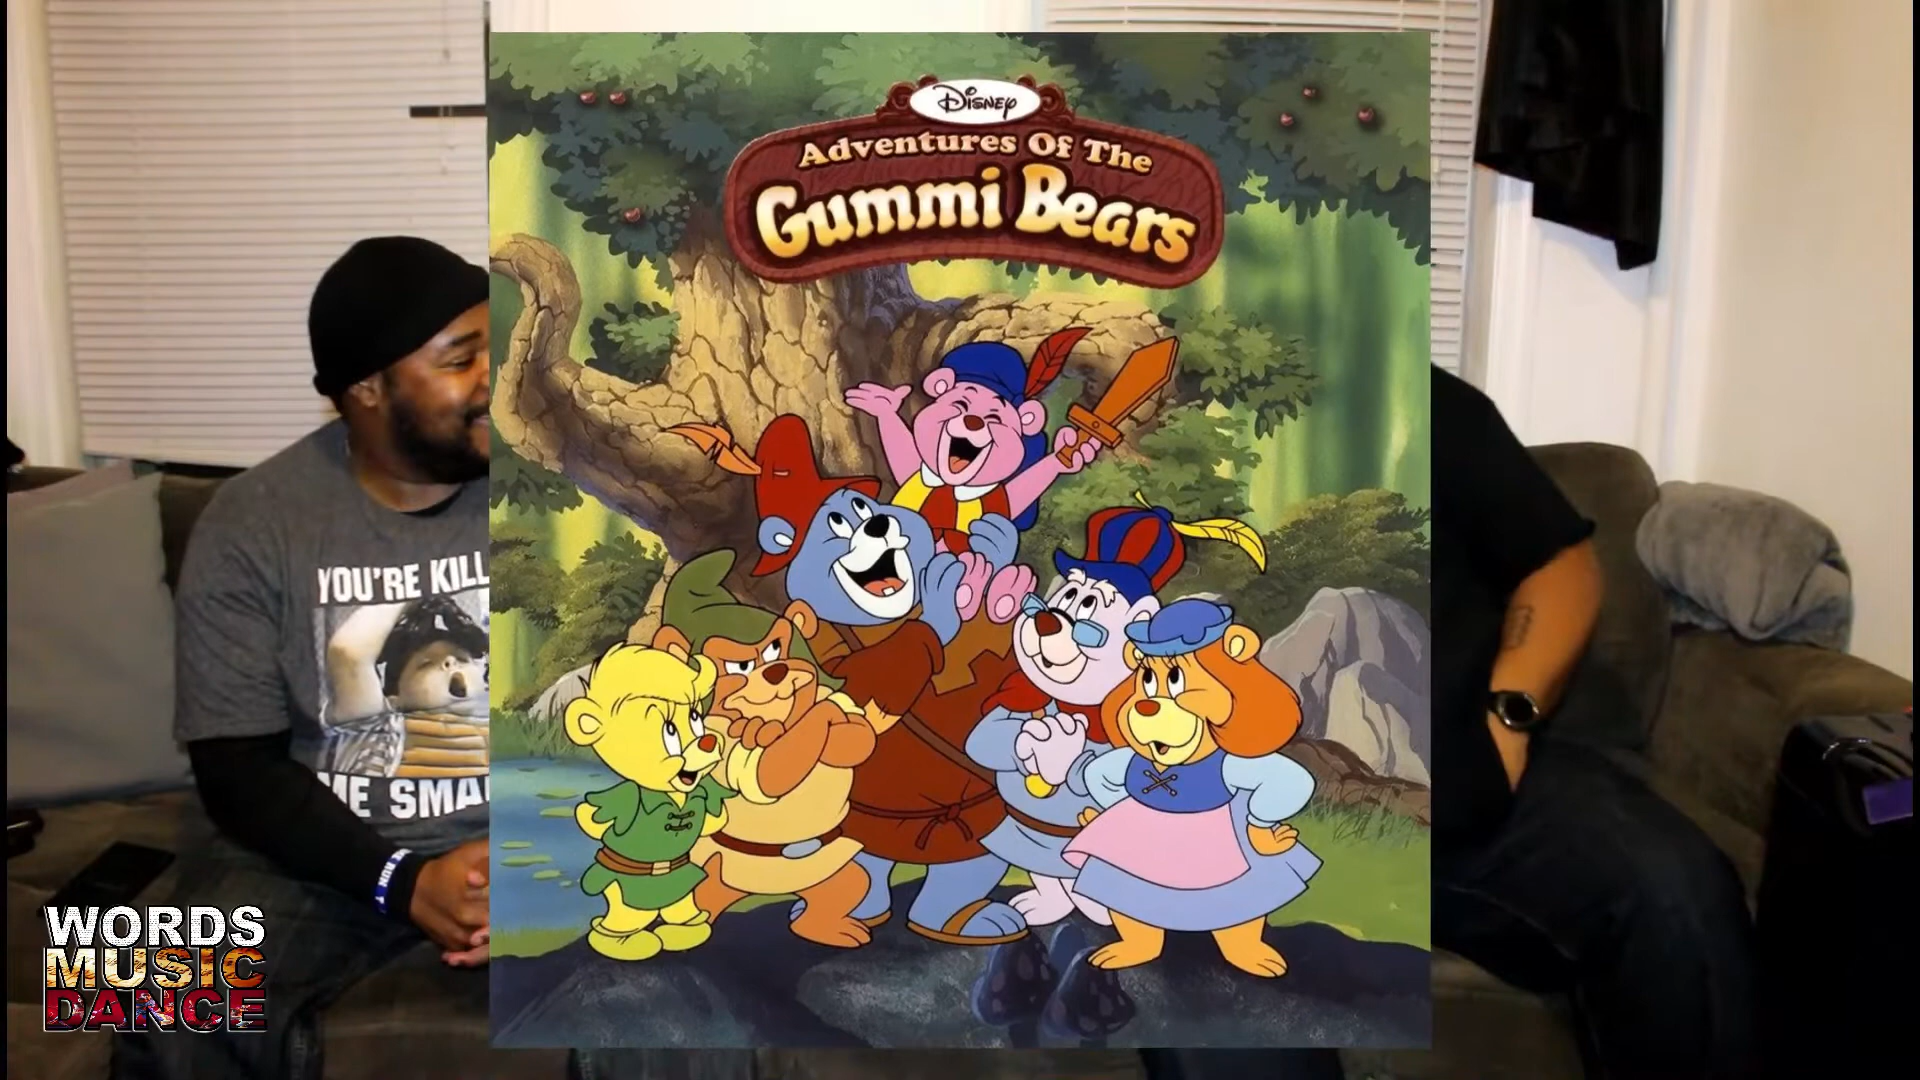 Disney
Adventures Of The
Gummi Bears
YOU'RE KILL
ME SMA
WORDS
MUSIC
DANCE